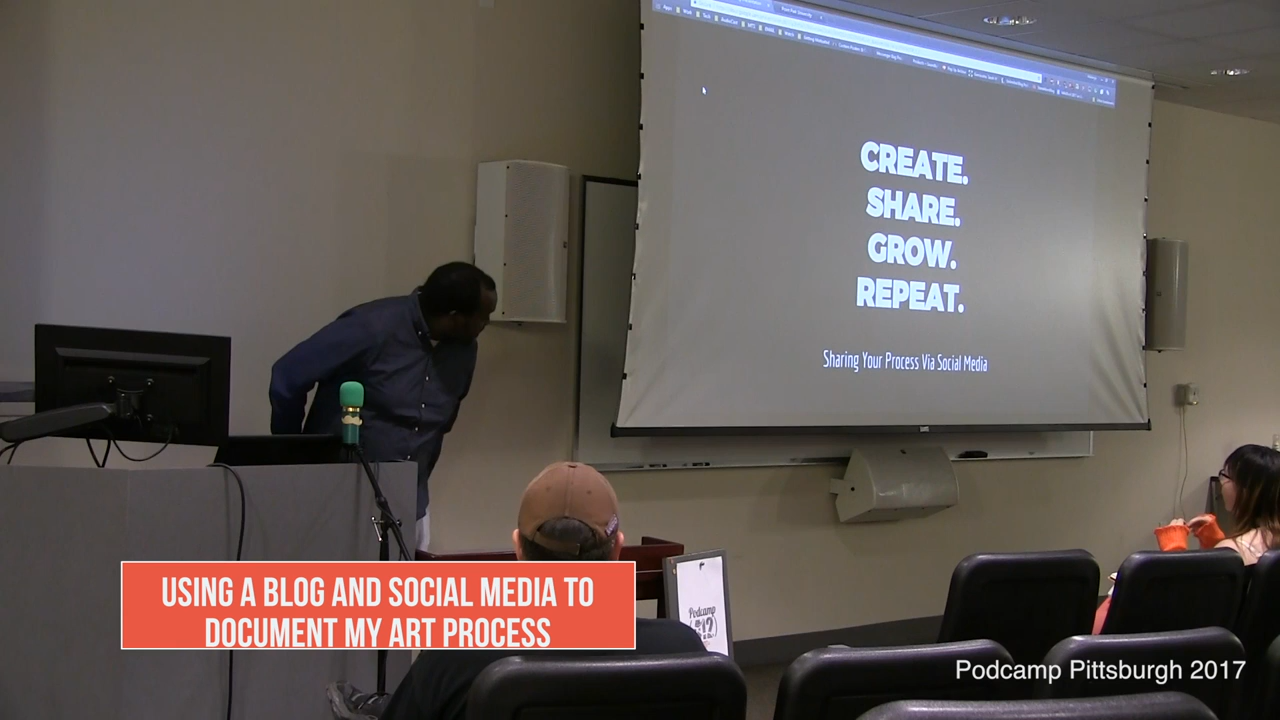 CREATE.
SHARE.
GROW.
REPEAT.
Sharing Your Process Via Social Media
Podcamp
USING A BLOG AND SOCIAL MEDIA TO
DOCUMENT MY ART PROCESS
Podcamp Pittsburgh 2017